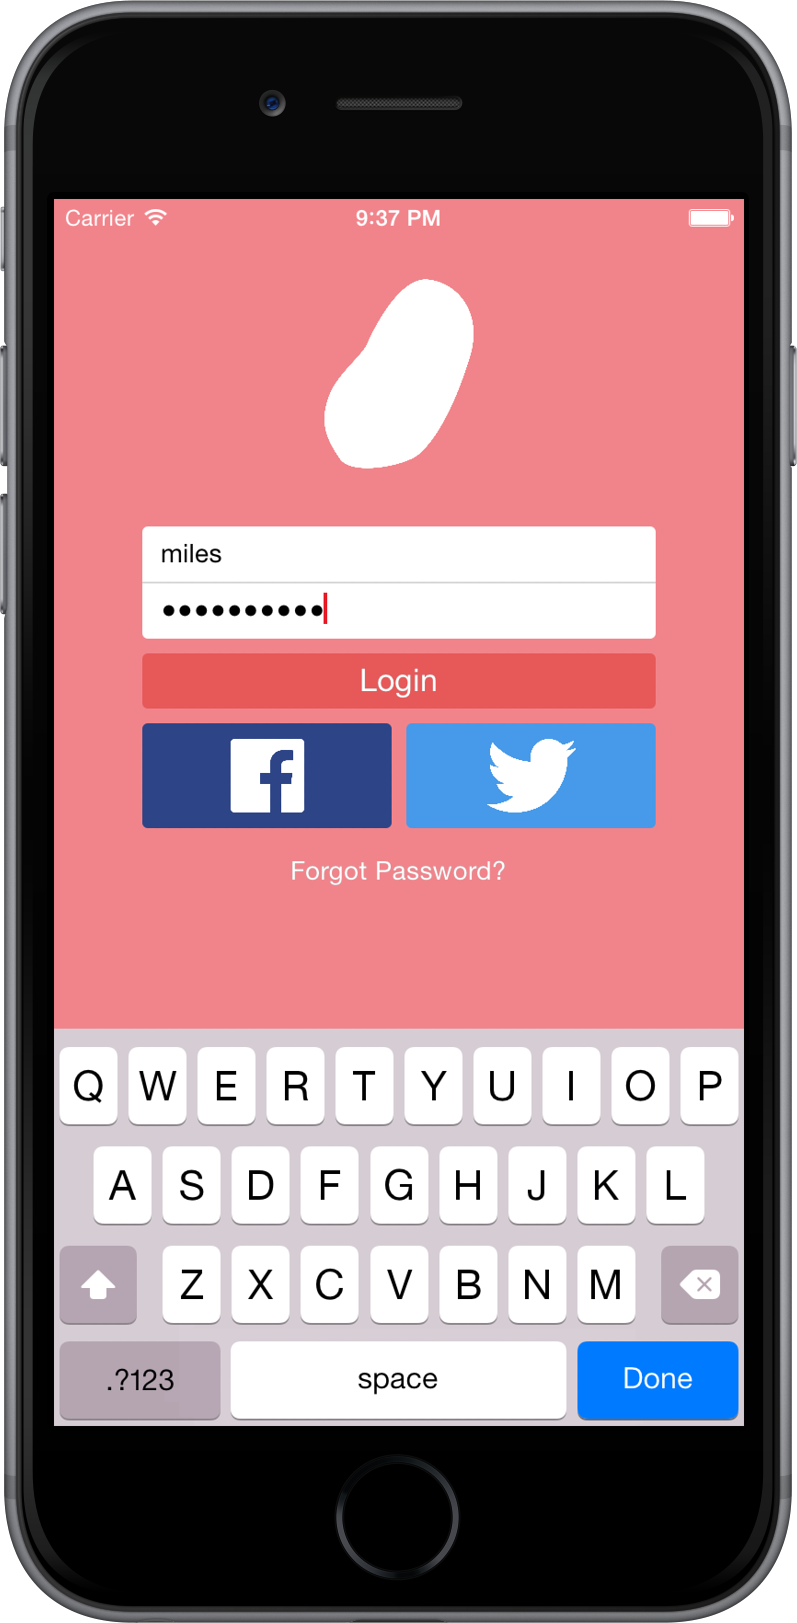 Carrier 9:37 PM
miles
••••••••••
Login
f
Forgot Password?
Q W E R T Y U I O P
A S D F G H J K L
Z X C V B N M
.?123 space Done